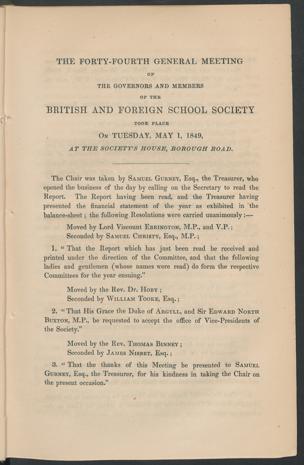 THE FORTY-FOURTH GENERAL MEETING
OF
THE GOVERNORS AND MEMBERS
OF THE
BRITISH AND FOREIGN SCHOOL SOCIETY
TOOK PLACE
ON TUESDAY, MAY 1, 1849,
AT THE SOCIETY'S HOUSE, BOROUGH ROAD.
The Chair was taken by SAMUEL GURNEY, Esq., the Treasurer, who
opened the business of the day by calling on the Secretary to read the
Report. The Report having been read, and the Treasurer having
presented the financial statement of the year as exhibited in the
balance-sheet; the following Resolutions were carried unanimously:—
Moved by Lord Viscount EBRINGTON, M.P., and V.P.;
Seconded by SAMUEL CHRISTY, Esq., M.P.;
1. "That the Report which has just been read be received and
printed under the direction of the Committee, and that the following
ladies and gentlemen (whose names were read) do form the respective
Committees for the year ensuing."
Moved by the Rev. Dr. HOBY;
Seconded by WILLIAM TOOKE, Esq.;
2. "That His Grace the Duke of ARGYLL, and Sir EDWARD NORTH
BUXTON, M.P., be requested to accept the office of Vice-Presidents of
the Society."
Moved by the Rev. THOMAS BINNEY;
Seconded by JAMES NISBET, Esq.;
3. "That the thanks of this Meeting be presented to SAMUEL
GURNEY, Esq., the Treasurer, for his kindness in taking the Chair on
the present occasion."